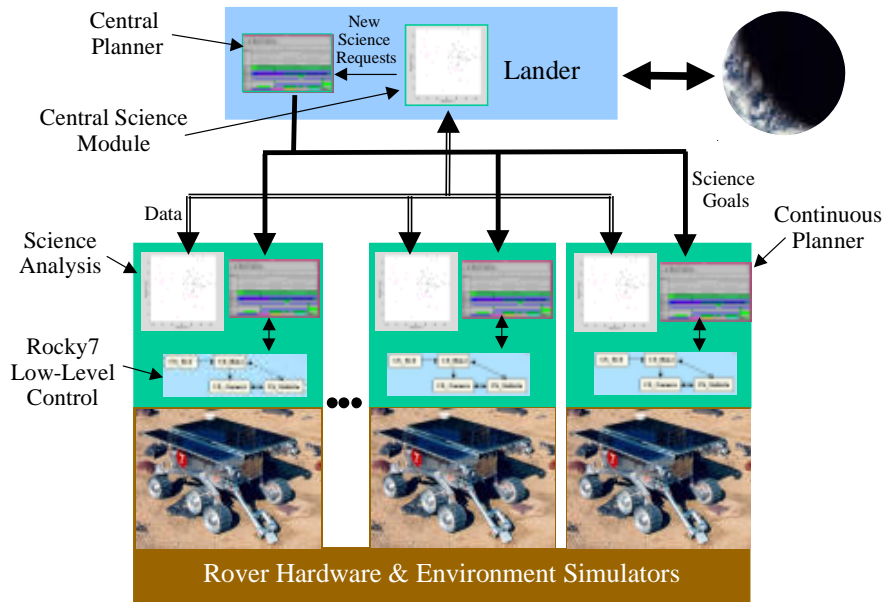 Central
Planner
New
Science
Requests
Lander
Central Science
Module
Data
Science
Goals
Continuous
Planner
Science
Analysis
Rocky7
Low-Level
Control
7
Rover Hardware & Environment Simulators